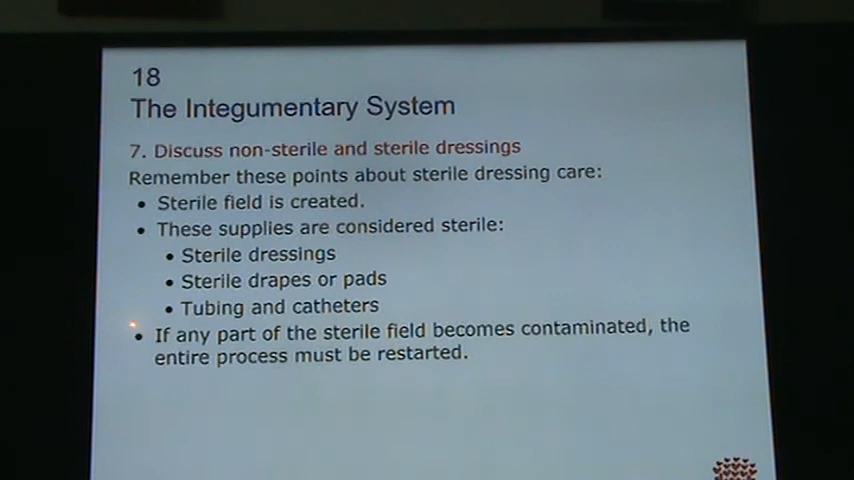 18
The Integumentary System
7. Discuss non-sterile and sterile dressings
Remember these points about sterile dressing care:
• Sterile field is created.
• These supplies are considered sterile:
• Sterile dressings
• Sterile drapes or pads
• Tubing and catheters
• If any part of the sterile field becomes contaminated, the
entire process must be restarted.